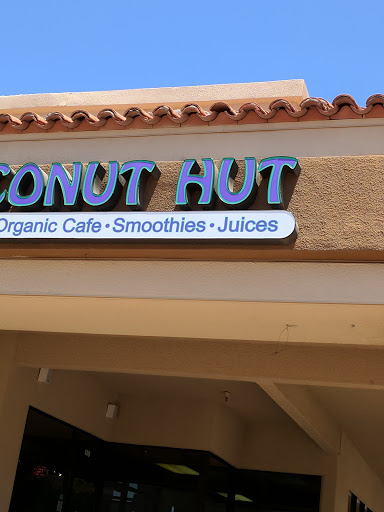 CONUT HUT
Organic Cafe • Smoothies • Juices